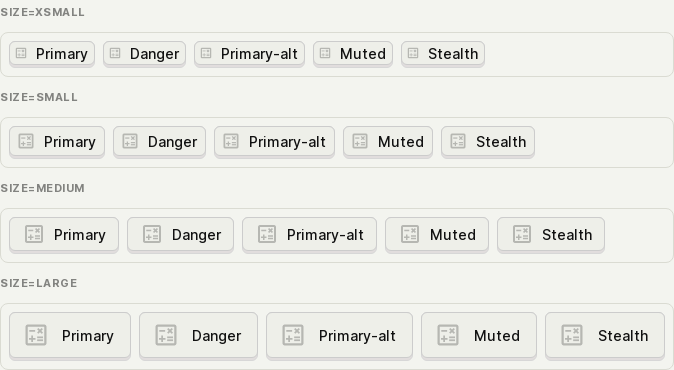 SIZE=XSMALL
Primary Danger Primary-alt Muted Stealth
SIZE=SMALL
Primary Danger Primary-alt Muted Stealth
SIZE=MEDIUM
Primary Danger Primary-alt Muted Stealth
SIZE=LARGE
Primary Danger Primary-alt Muted Stealth